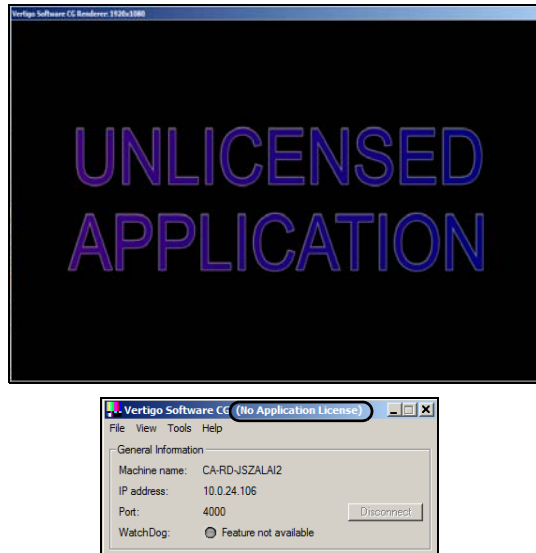 Vertigo Software CG Renderer: 1920x1080
UNLICENSED
APPLICATION
Vertigo Software CG (No Application License)
File View Tools Help
General Information
Machine name: CA-RD-JSZALAI2
IP address: 10.0.24.106
Port: 4000 Disconnect
WatchDog: Feature not available